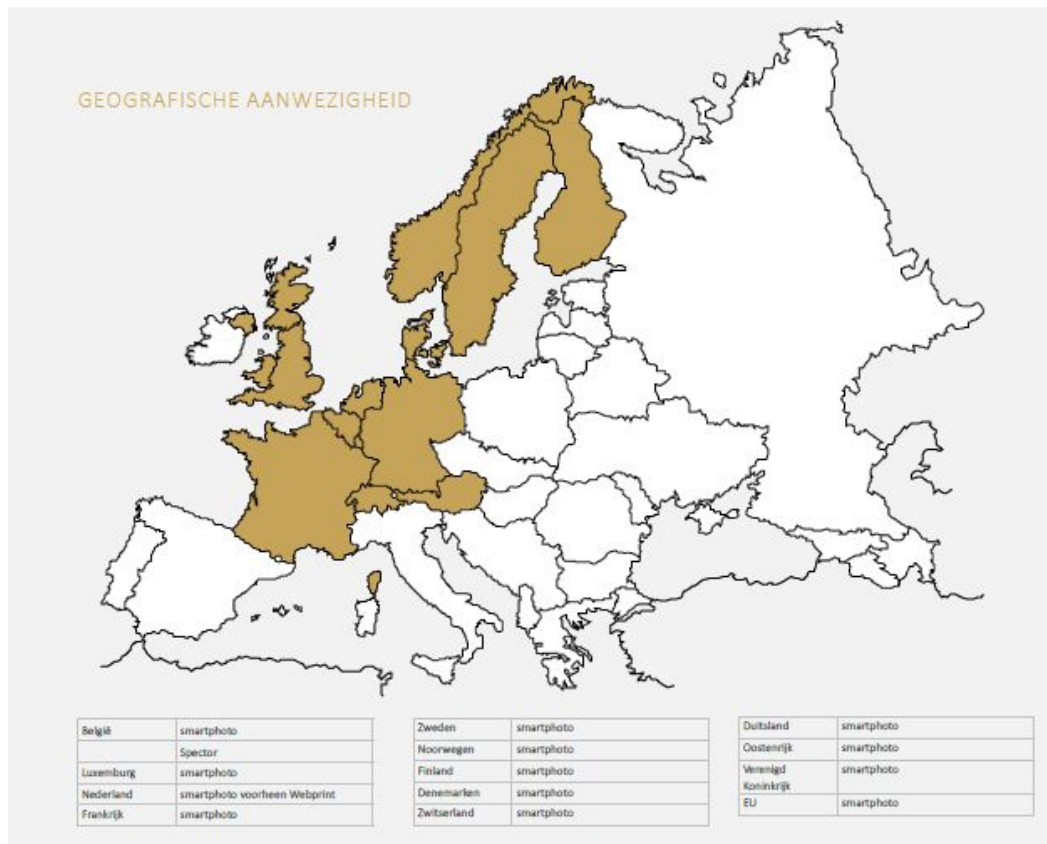 GEOGRAFISCHE AANWEZIGHEID
België smartphoto
Spector
Luxemburg smartphoto
Nederland smartphoto voorheen Webprint
Frankrijk smartphoto
Zweden smartphoto
Noorwegen smartphoto
Finland smartphoto
Denemarken smartphoto
Zwitserland smartphoto
Duitsland smartphoto
Oostenrijk smartphoto
Verenigd smartphoto
Koninkrijk
EU smartphoto